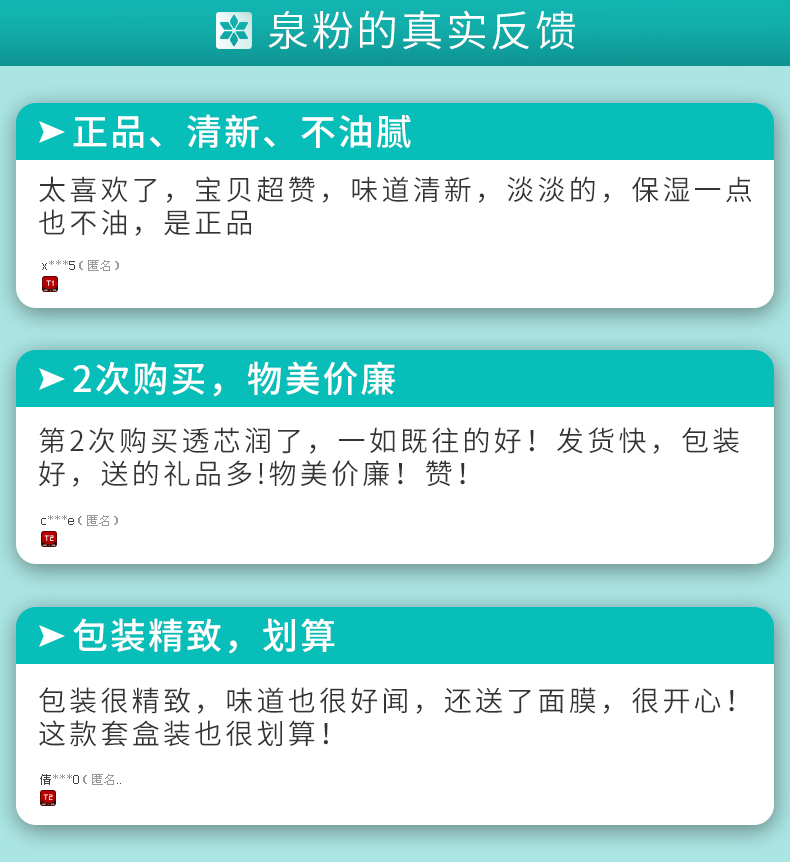 泉粉的真实反馈
正品、清新、不油腻
太喜欢了，宝贝超赞，味道清新，淡淡的，保湿一点
也不油，是正品
x***5（匿名）
T1
2次购买，物美价廉
第2次购买透芯润了，一如既往的好！发货快，包装
好，送的礼品多!物美价廉！赞！
c***e（匿名）
T2
包装精致，划算
包装很精致，味道也很好闻，还送了面膜，很开心！
这款套盒装也很划算！
倩***0（匿名..
T2